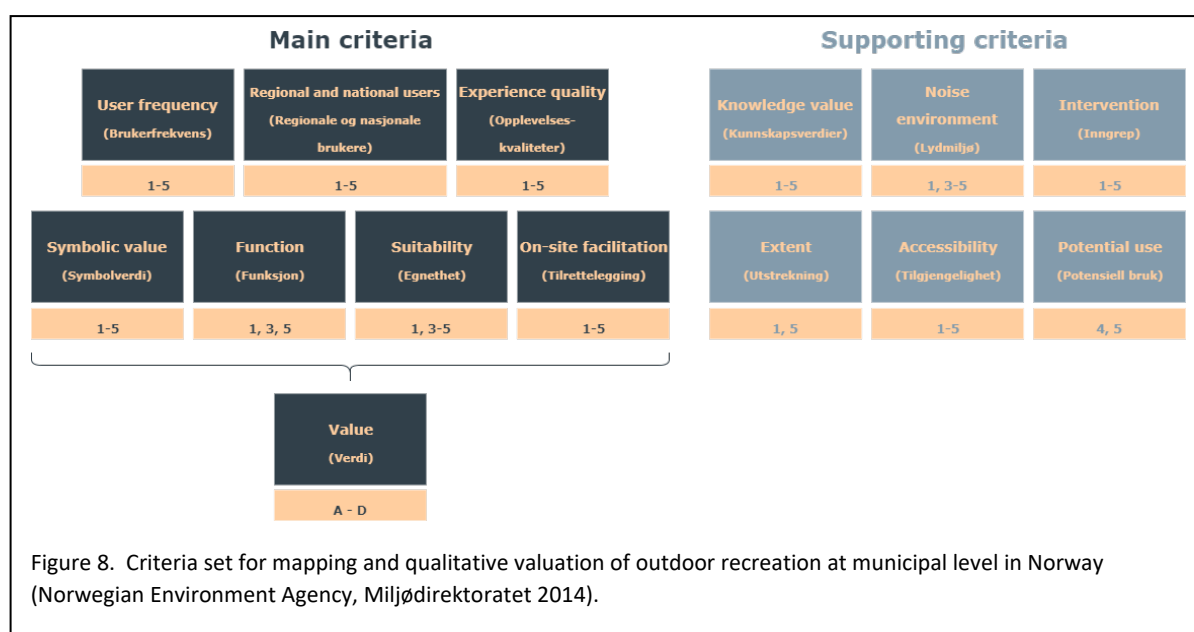 Main criteria
Supporting criteria
User frequency
(Brukerfrekvens)
1-5
Regional and national users
(Regionale og nasjonale
brukere)
1-5
Experience quality
(Opplevelses-
kvaliteter)
1-5
Knowledge value
(Kunnskapsverdier)
1-5
Noise
environment
(Lydmiljø)
1, 3-5
Intervention
(Inngrep)
1-5
Symbolic value
(Symbolverdi)
1-5
Function
(Funksjon)
1, 3, 5
Suitability
(Egnethet)
1, 3-5
On-site facilitation
(Tilrettelegging)
1-5
Extent
(Utstrekning)
1, 5
Accessibility
(Tilgjengelighet)
1-5
Potential use
(Potensiell bruk)
4, 5
Value
(Verdi)
A - D
Figure 8. Criteria set for mapping and qualitative valuation of outdoor recreation at municipal level in Norway
(Norwegian Environment Agency, Miljødirektoratet 2014).